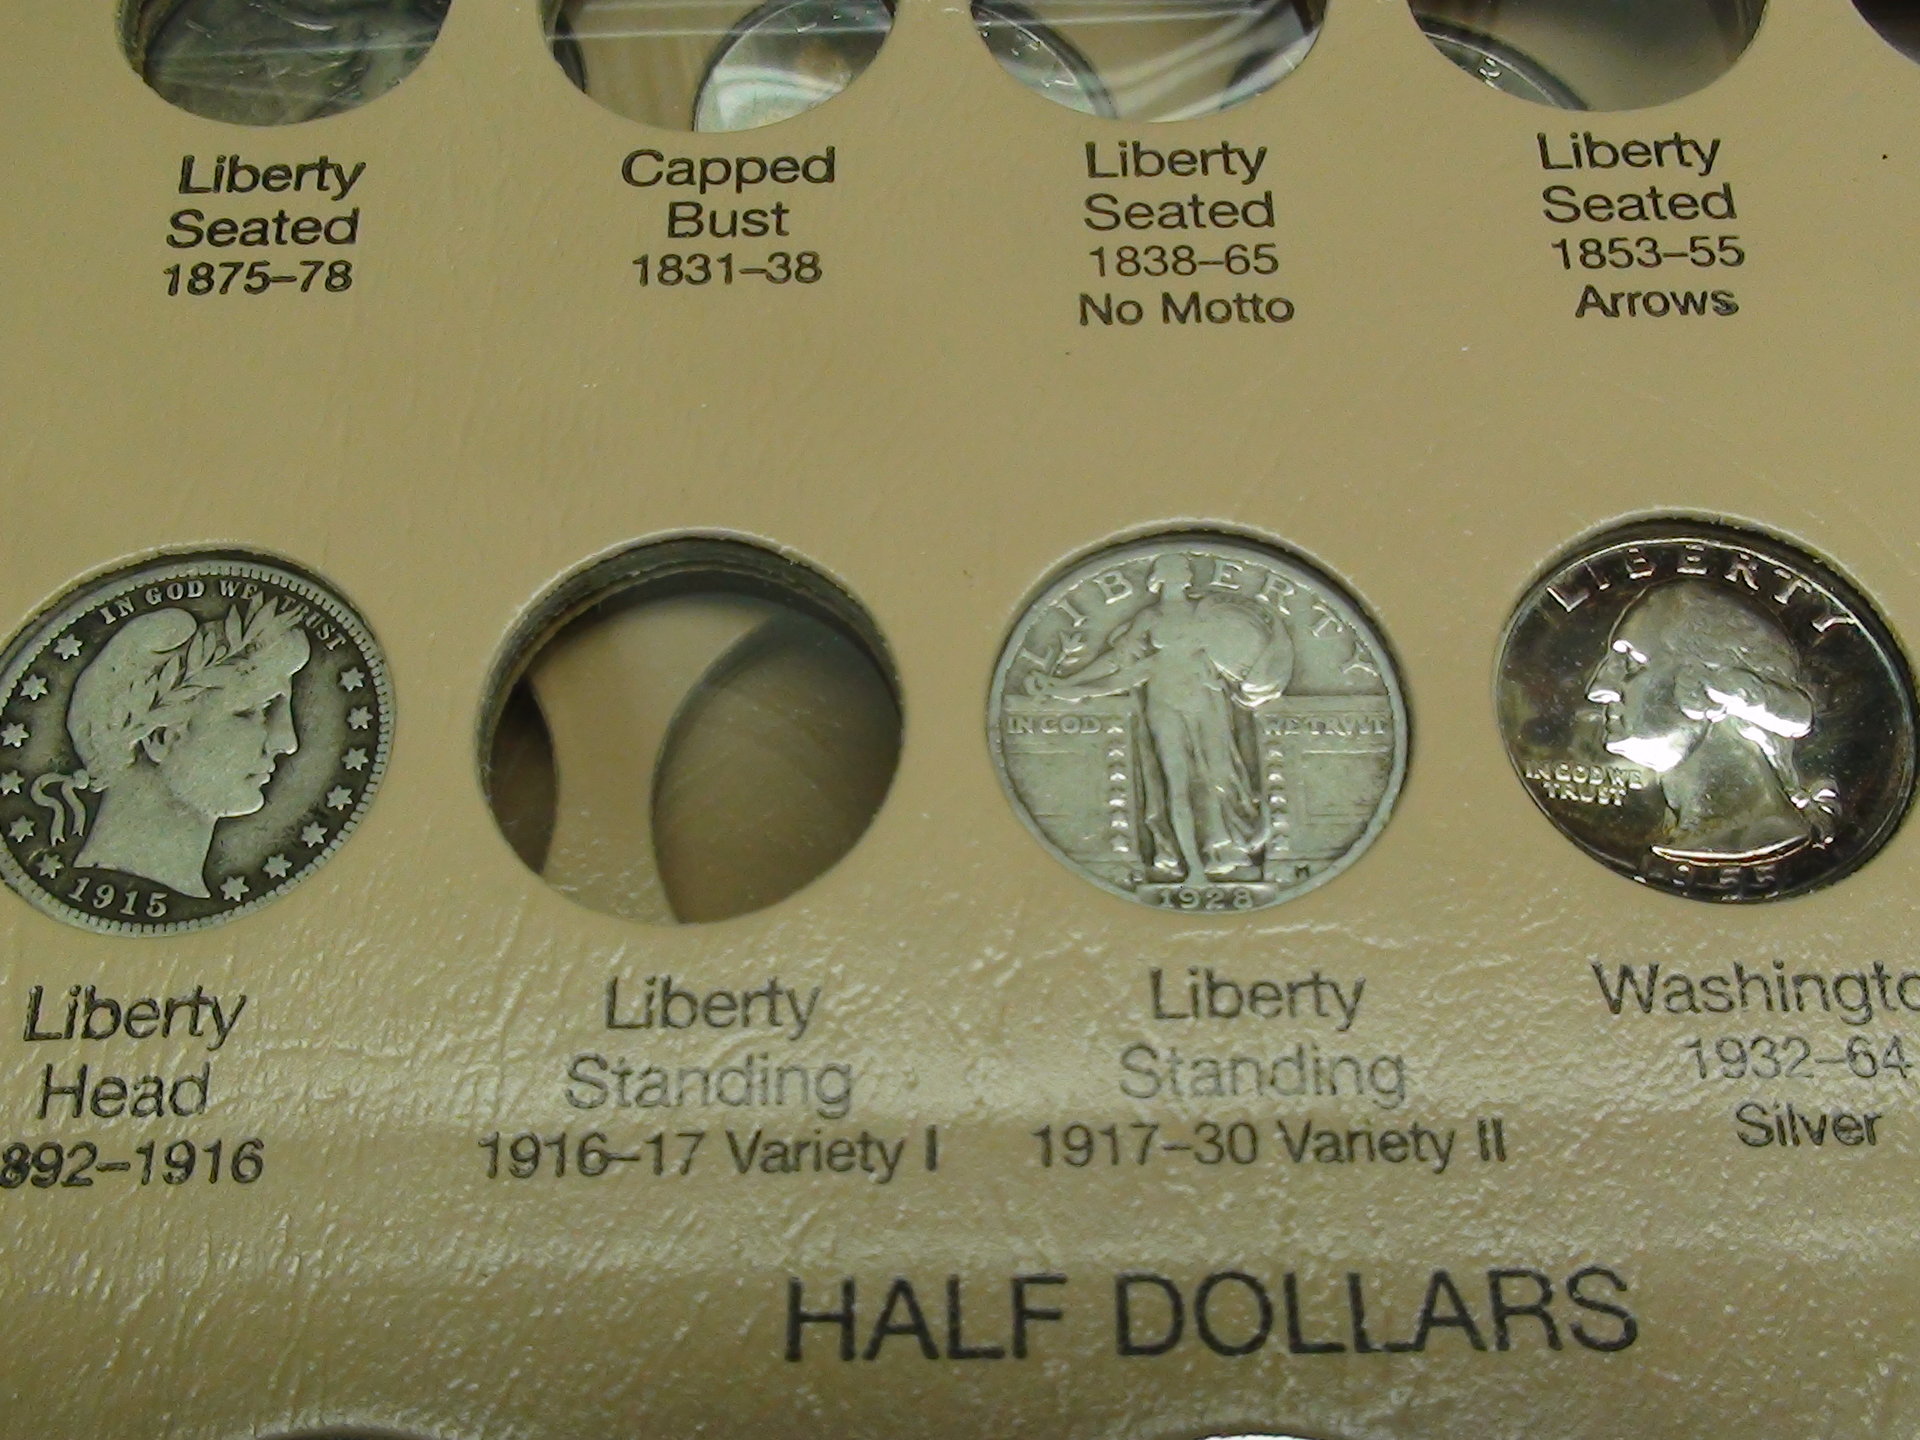 Liberty
Seated
1875–78
Capped
Bust
1831–38
Liberty
Seated
1838–65
No Motto
Liberty
Seated
1853–55
Arrows
IN GOD WE TRUST
1915
LIBERTY
IN GOD WE TRVST
1928
LIBERTY
IN GOD WE
TRUST
1955
Liberty
Head
892–1916
Liberty
Standing
1916–17 Variety I
Liberty
Standing
1917–30 Variety II
Washingto
1932–64
Silver
HALF DOLLARS